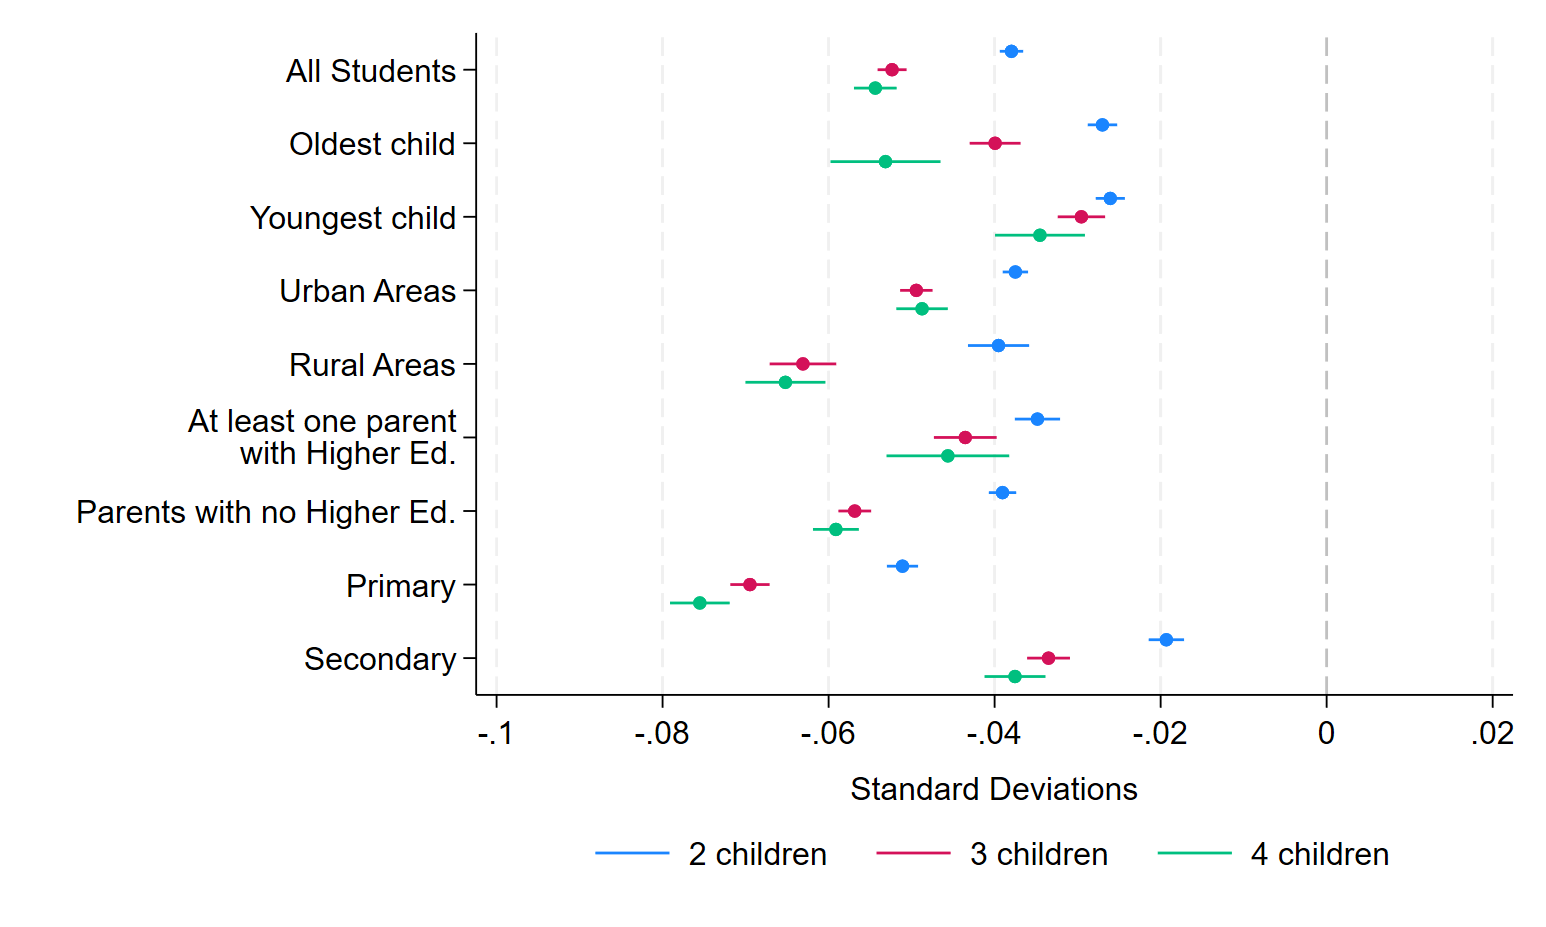 All Students
Oldest child
Youngest child
Urban Areas
Rural Areas
At least one parent
with Higher Ed.
Parents with no Higher Ed.
Primary
Secondary
-.1 -.08 -.06 -.04 -.02 0 .02
Standard Deviations
2 children 3 children 4 children